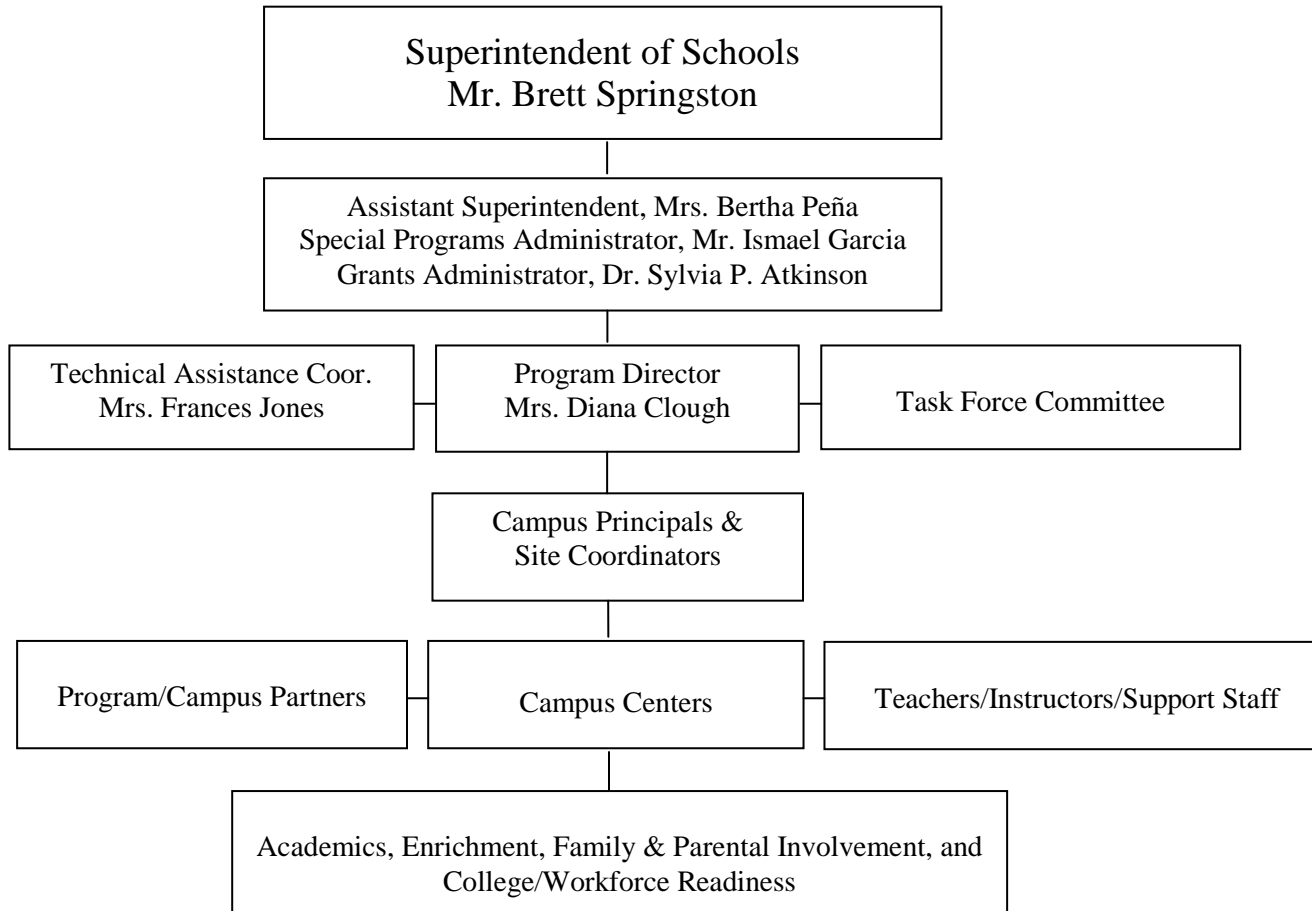 Superintendent of Schools
Mr. Brett Springston
Assistant Superintendent, Mrs. Bertha Peña
Special Programs Administrator, Mr. Ismael Garcia
Grants Administrator, Dr. Sylvia P. Atkinson
Technical Assistance Coor.
Mrs. Frances Jones
Program Director
Mrs. Diana Clough
Task Force Committee
Campus Principals &
Site Coordinators
Program/Campus Partners
Campus Centers
Teachers/Instructors/Support Staff
Academics, Enrichment, Family & Parental Involvement, and
College/Workforce Readiness